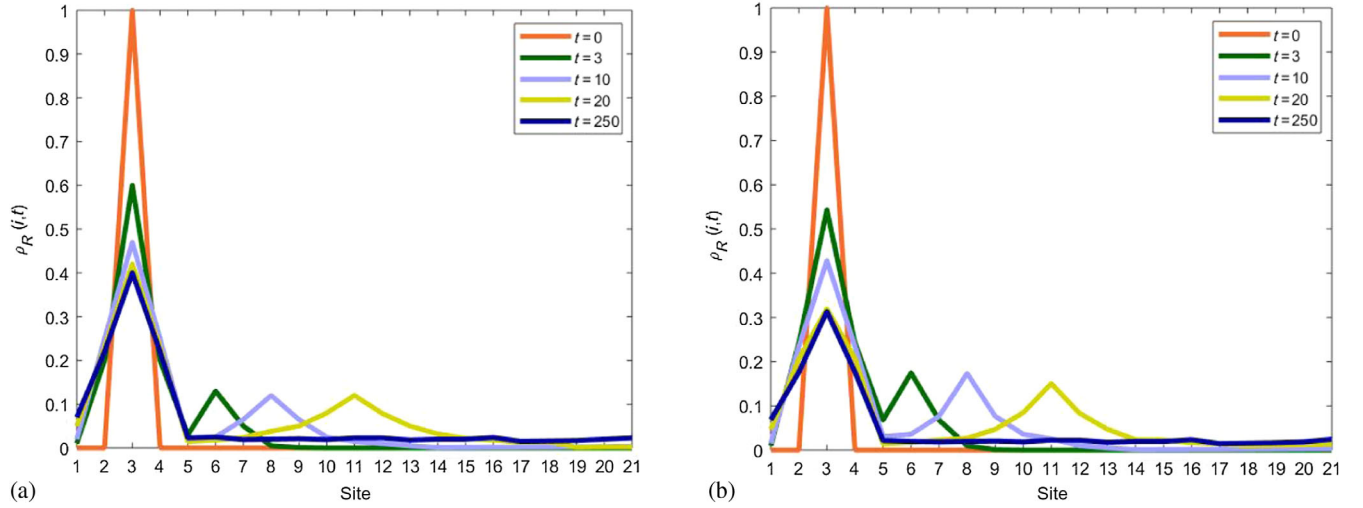 1
0.9
0.8
0.7
0.6
0.5
0.4
0.3
0.2
0.1
0
ρR (i,t)
t = 0
t = 3
t = 10
t = 20
t = 250
1 2 3 4 5 6 7 8 9 10 11 12 13 14 15 16 17 18 19 20 21
Site
(a)
1
0.9
0.8
0.7
0.6
0.5
0.4
0.3
0.2
0.1
0
ρR (i,t)
t = 0
t = 3
t = 10
t = 20
t = 250
1 2 3 4 5 6 7 8 9 10 11 12 13 14 15 16 17 18 19 20 21
Site
(b)